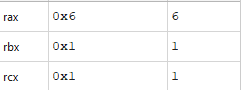 rax 0x6 6
rbx 0x1 1
rcx 0x1 1